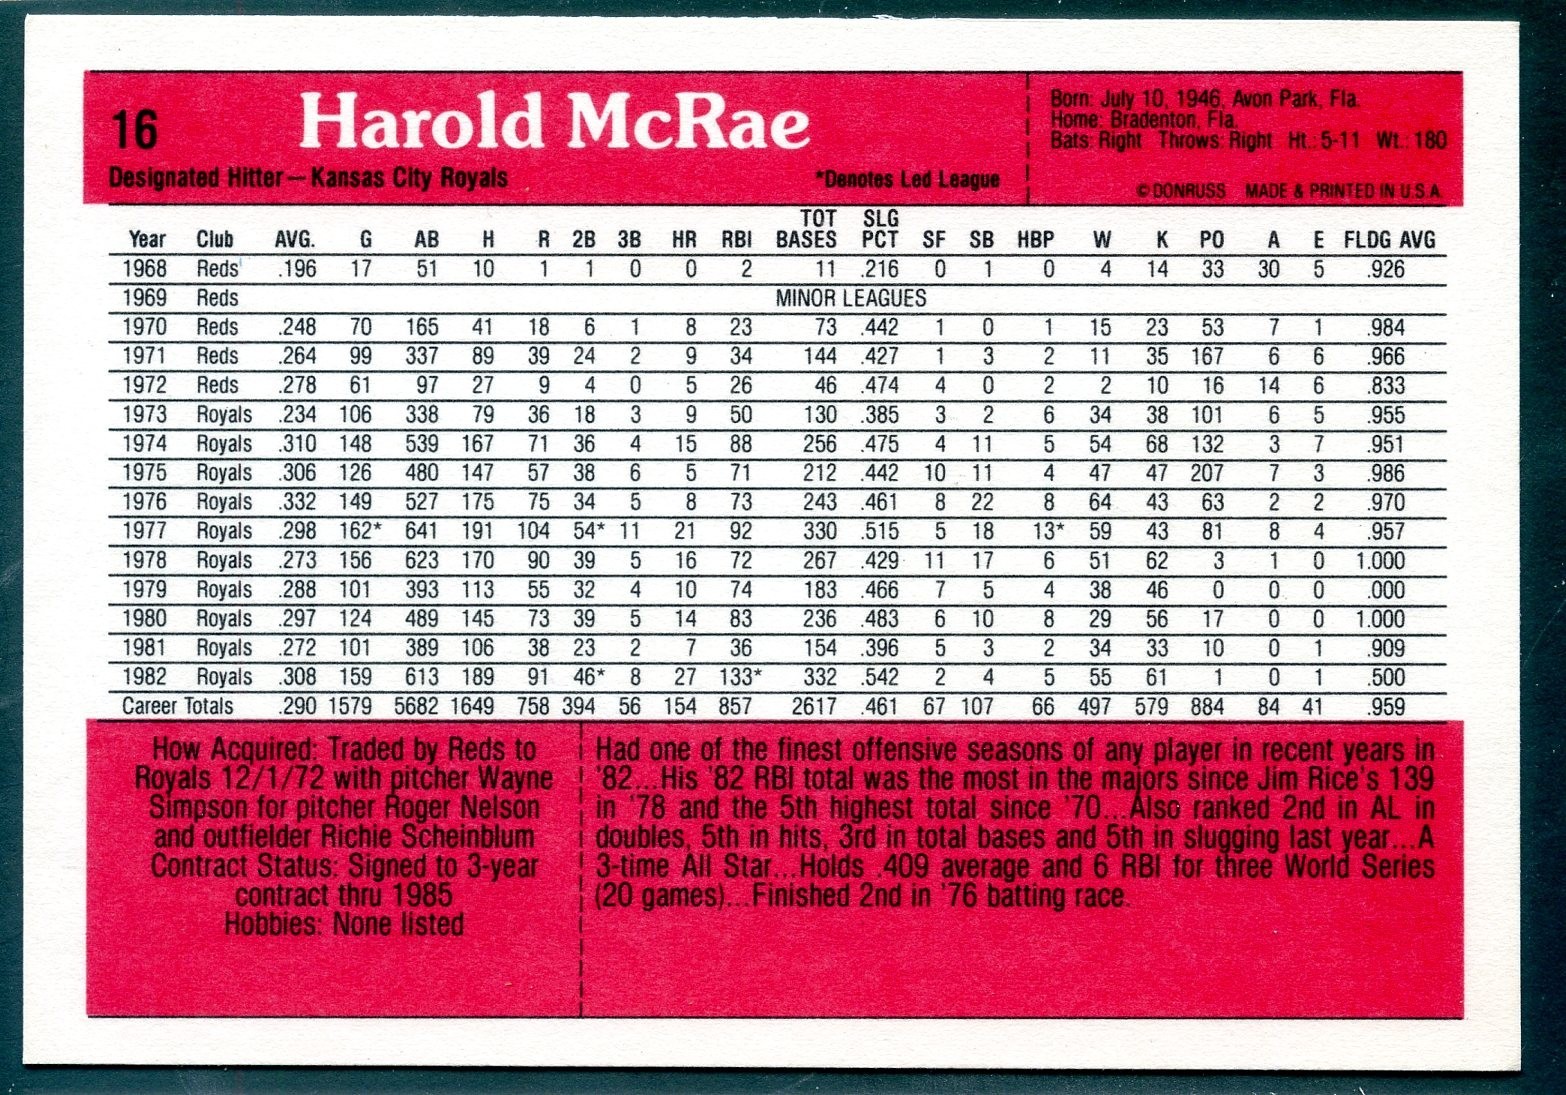 16
Harold McRae
Designated Hitter—Kansas City Royals
*Denotes Led League
Born: July 10, 1946, Avon Park, Fla.
Home: Bradenton, Fla.
Bats: Right Throws: Right Ht.: 5-11 Wt.: 180
© DONRUSS MADE & PRINTED IN U.S.A.
Year Club AVG. G AB H R 2B 3B HR RBI TOT BASES SLG PCT SF SB HBP W K PO A E FLDG AVG
1968 Reds .196 17 51 10 1 1 0 0 2 11 .216 0 1 0 4 14 33 30 5 .926
1969 Reds MINOR LEAGUES
1970 Reds .248 70 165 41 18 6 1 8 23 73 .442 1 0 1 15 23 53 7 1 .984
1971 Reds .264 99 337 89 39 24 2 9 34 144 .427 1 3 2 11 35 167 6 6 .966
1972 Reds .278 61 97 27 9 4 0 5 26 46 .474 4 0 2 2 10 16 14 6 .833
1973 Royals .234 106 338 79 36 18 3 9 50 130 .385 3 2 6 34 38 101 6 5 .955
1974 Royals .310 148 539 167 71 36 4 15 88 256 .475 4 11 5 54 68 132 3 7 .951
1975 Royals .306 126 480 147 57 38 6 5 71 212 .442 10 11 4 47 47 207 7 3 .986
1976 Royals .332 149 527 175 75 34 5 8 73 243 .461 8 22 8 64 43 63 2 2 .970
1977 Royals .298 162* 641 191 104 54* 11 21 92 330 .515 5 18 13* 59 43 81 8 4 .957
1978 Royals .273 156 623 170 90 39 5 16 72 267 .429 11 17 6 51 62 3 1 0 1.000
1979 Royals .288 101 393 113 55 32 4 10 74 183 .466 7 5 4 38 46 0 0 0 .000
1980 Royals .297 124 489 145 73 39 5 14 83 236 .483 6 10 8 29 56 17 0 0 1.000
1981 Royals .272 101 389 106 38 23 2 7 36 154 .396 5 3 2 34 33 10 0 1 .909
1982 Royals .308 159 613 189 91 46* 8 27 133* 332 .542 2 4 5 55 61 1 0 1 .500
Career Totals .290 1579 5682 1649 758 394 56 154 857 2617 .461 67 107 66 497 579 884 84 41 .959
How Acquired: Traded by Reds to
Royals 12/1/72 with pitcher Wayne
Simpson for pitcher Roger Nelson
and outfielder Richie Scheinblum
Contract Status: Signed to 3-year
contract thru 1985
Hobbies: None listed
Had one of the finest offensive seasons of any player in recent years in
'82...His '82 RBI total was the most in the majors since Jim Rice's 139
in '78 and the 5th highest total since '70...Also ranked 2nd in AL in
doubles, 5th in hits, 3rd in total bases and 5th in slugging last year...A
3-time All Star...Holds .409 average and 6 RBI for three World Series
(20 games)...Finished 2nd in '76 batting race.